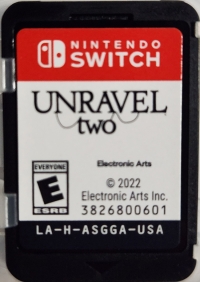 NINTENDO
SWITCH
UNRAVEL
two
Electronic Arts
EVERYONE
E
ESRB
© 2022
Electronic Arts Inc.
3826800601
LA-H-ASGGA-USA